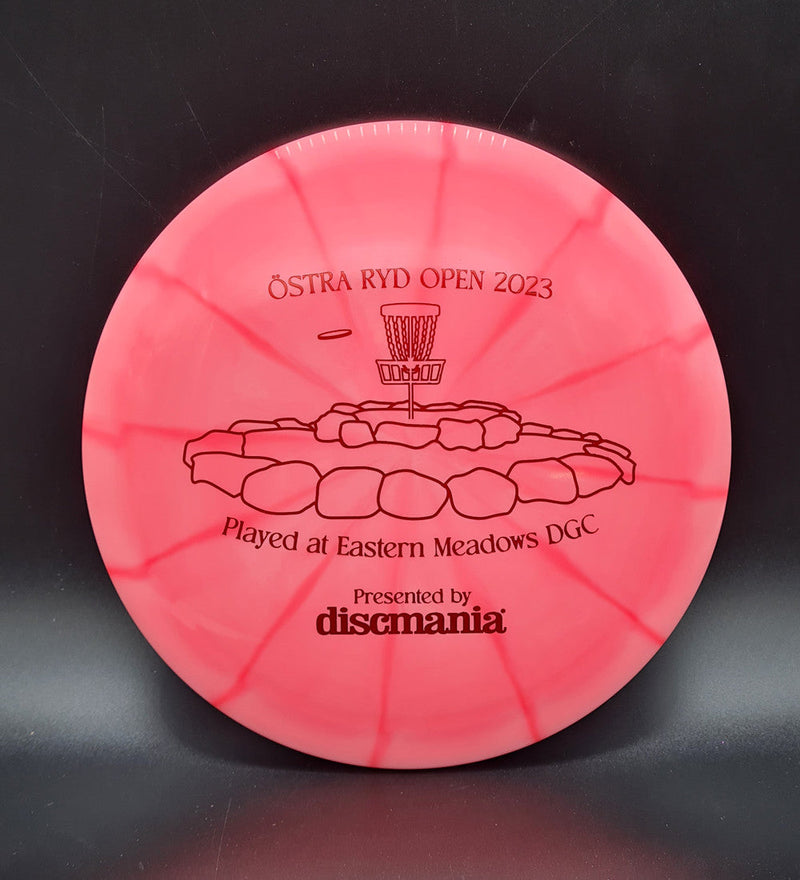 ÖSTRA RYD OPEN 2023
Played at Eastern Meadows DGC
Presented by
discmania®